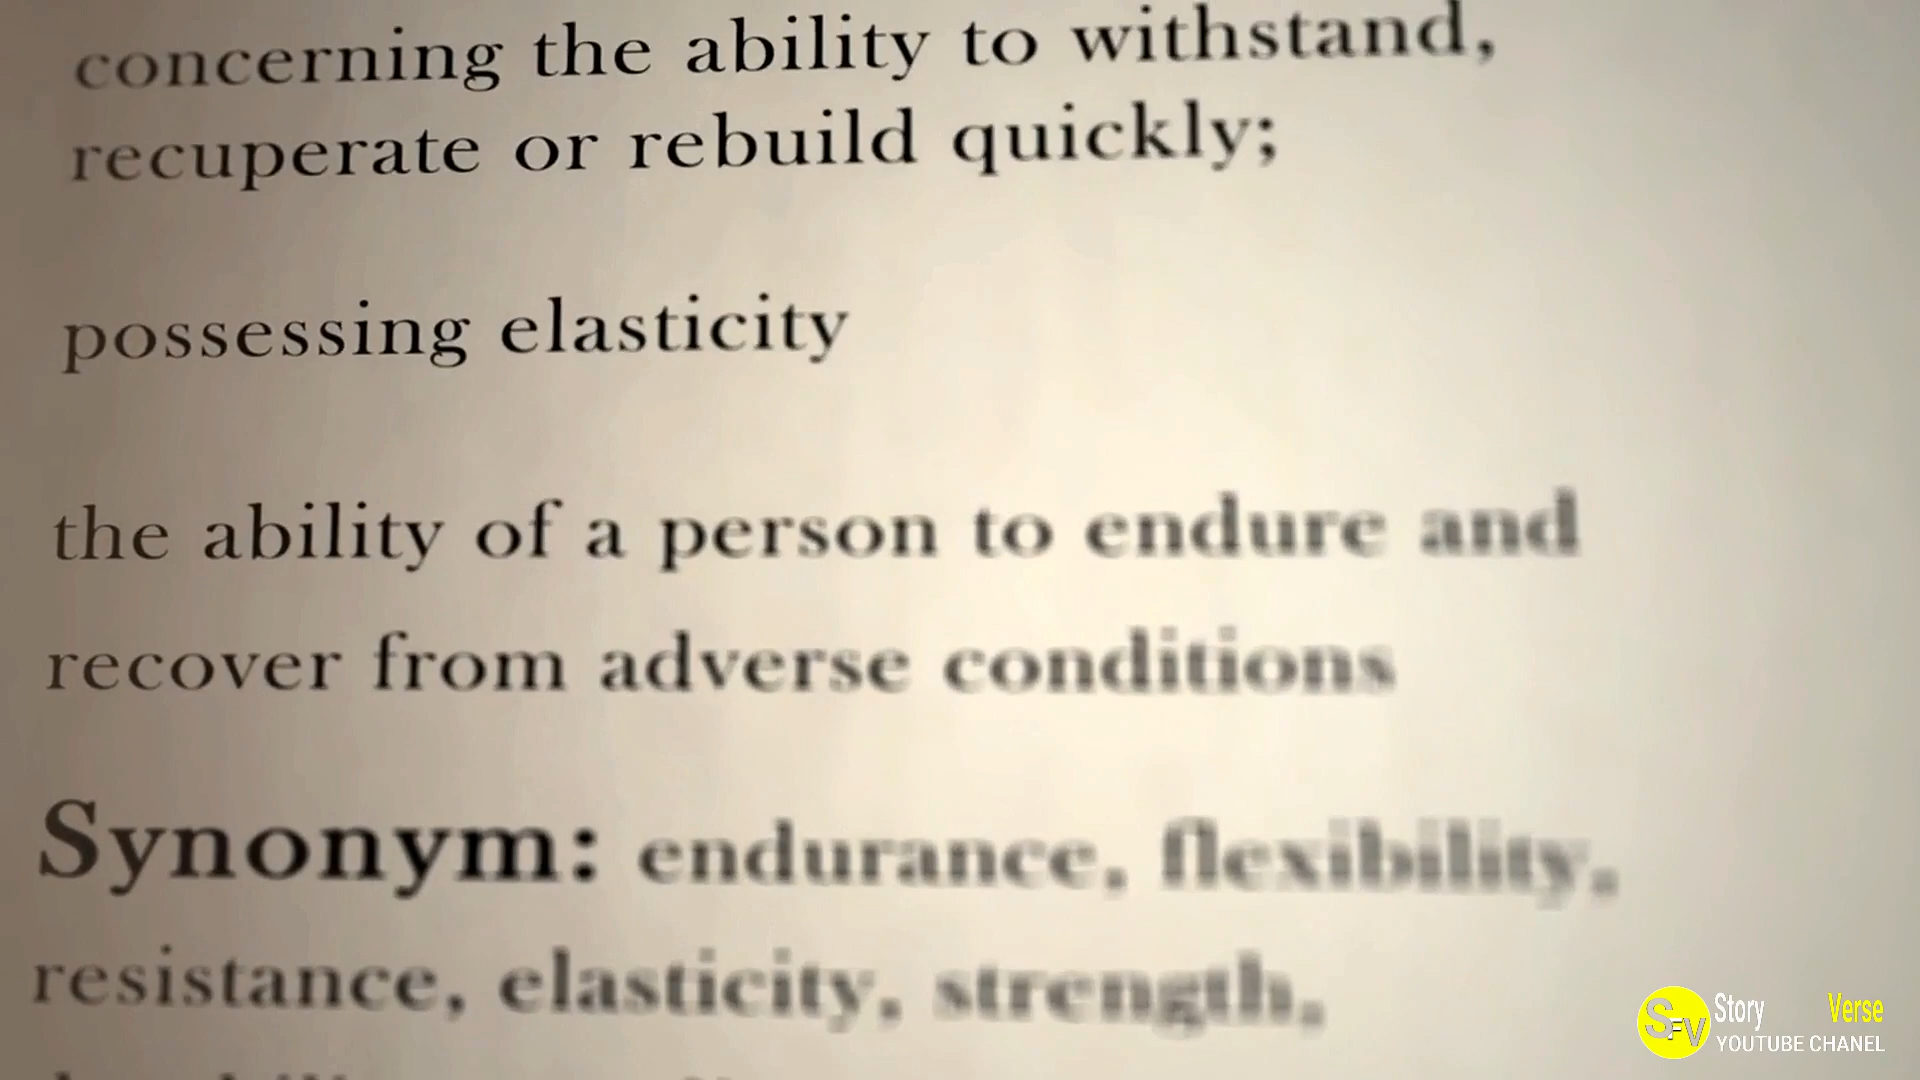 concerning the ability to withstand,
recuperate or rebuild quickly;
possessing elasticity
the ability of a person to endure and
recover from adverse conditions
Synonym: endurance, flexibility,
resistance, elasticity, strength,
SFV
Story Verse
YOUTUBE CHANEL